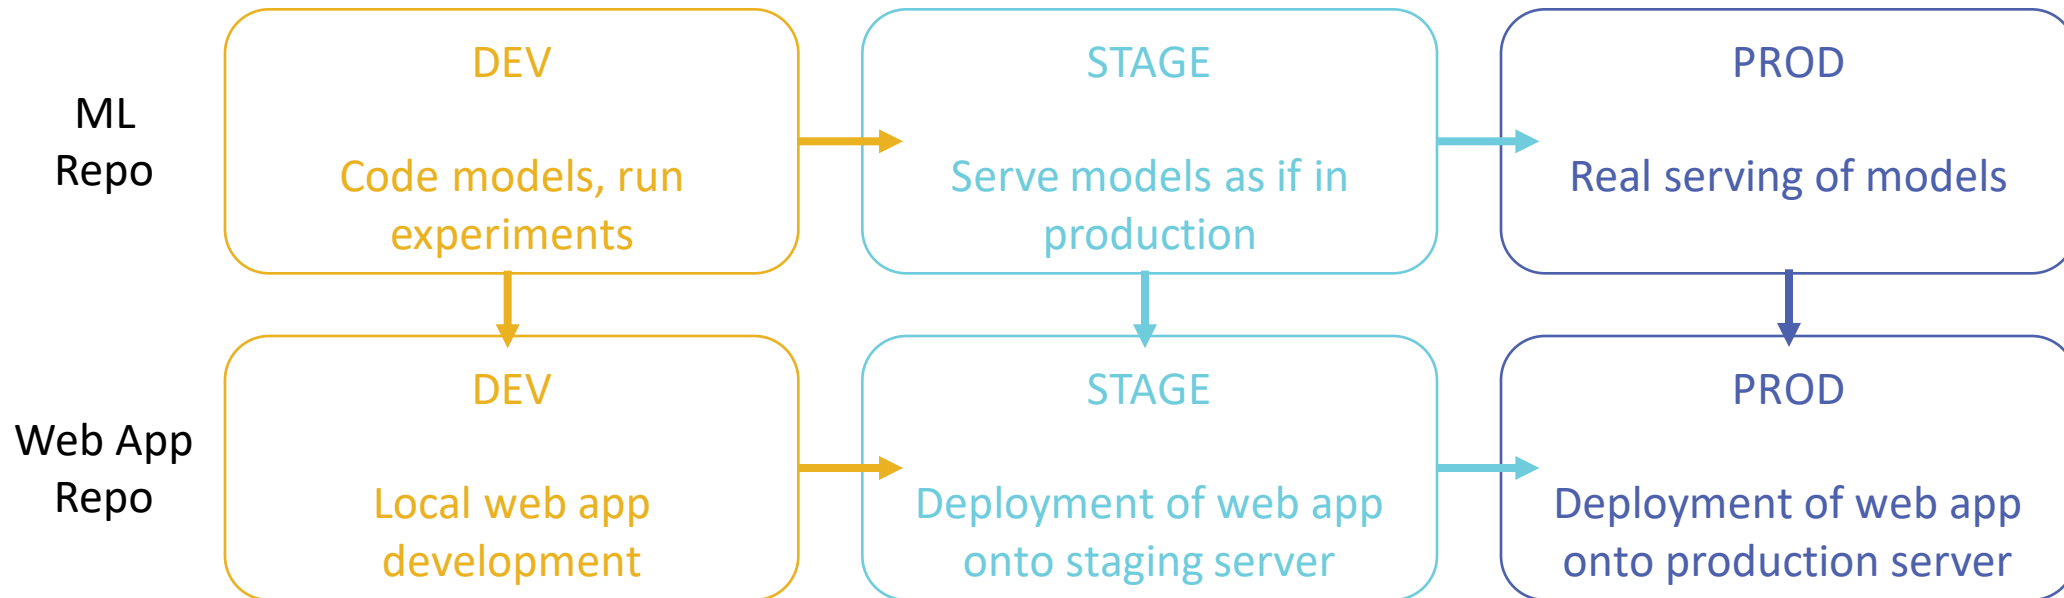 ML
Repo
DEV
Code models, run
experiments
STAGE
Serve models as if in
production
PROD
Real serving of models
Web App
Repo
DEV
Local web app
development
STAGE
Deployment of web app
onto staging server
PROD
Deployment of web app
onto production server